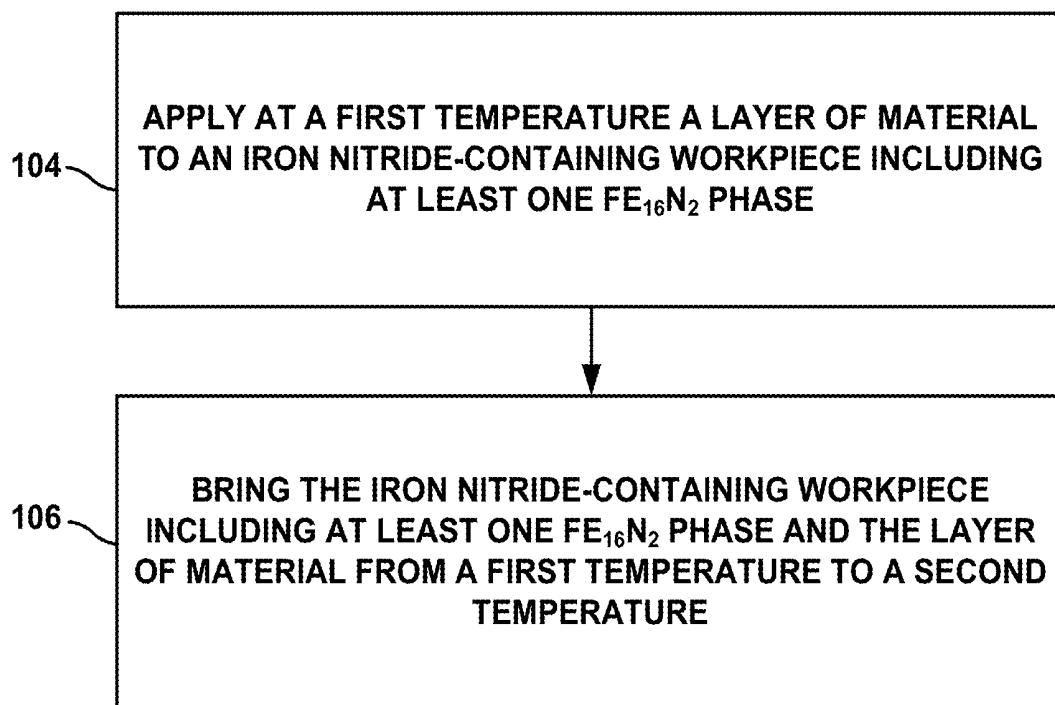 APPLY AT A FIRST TEMPERATURE A LAYER OF MATERIAL
104 TO AN IRON NITRIDE-CONTAINING WORKPIECE INCLUDING
AT LEAST ONE FE₁₆N₂ PHASE
BRING THE IRON NITRIDE-CONTAINING WORKPIECE
106 INCLUDING AT LEAST ONE FE₁₆N₂ PHASE AND THE LAYER
OF MATERIAL FROM A FIRST TEMPERATURE TO A SECOND
TEMPERATURE